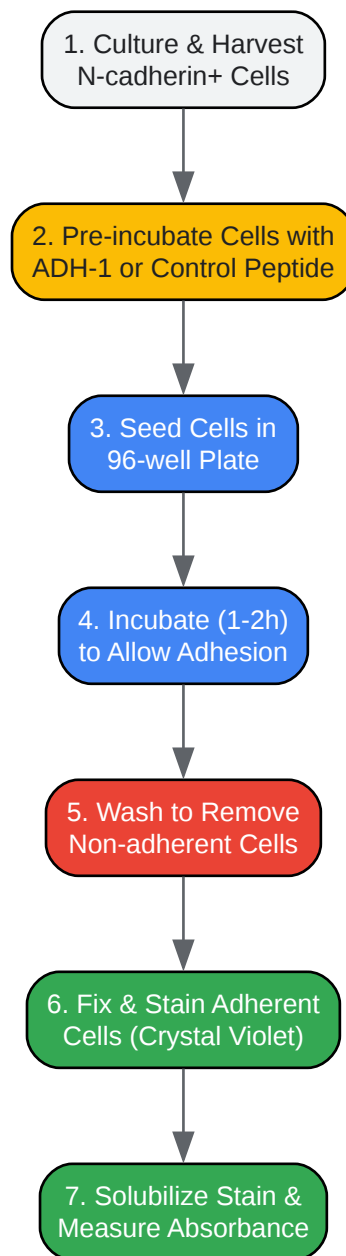 1. Culture & Harvest
N-cadherin+ Cells
2. Pre-incubate Cells with
ADH-1 or Control Peptide
3. Seed Cells in
96-well Plate
4. Incubate (1-2h)
to Allow Adhesion
5. Wash to Remove
Non-adherent Cells
6. Fix & Stain Adherent
Cells (Crystal Violet)
7. Solubilize Stain &
Measure Absorbance